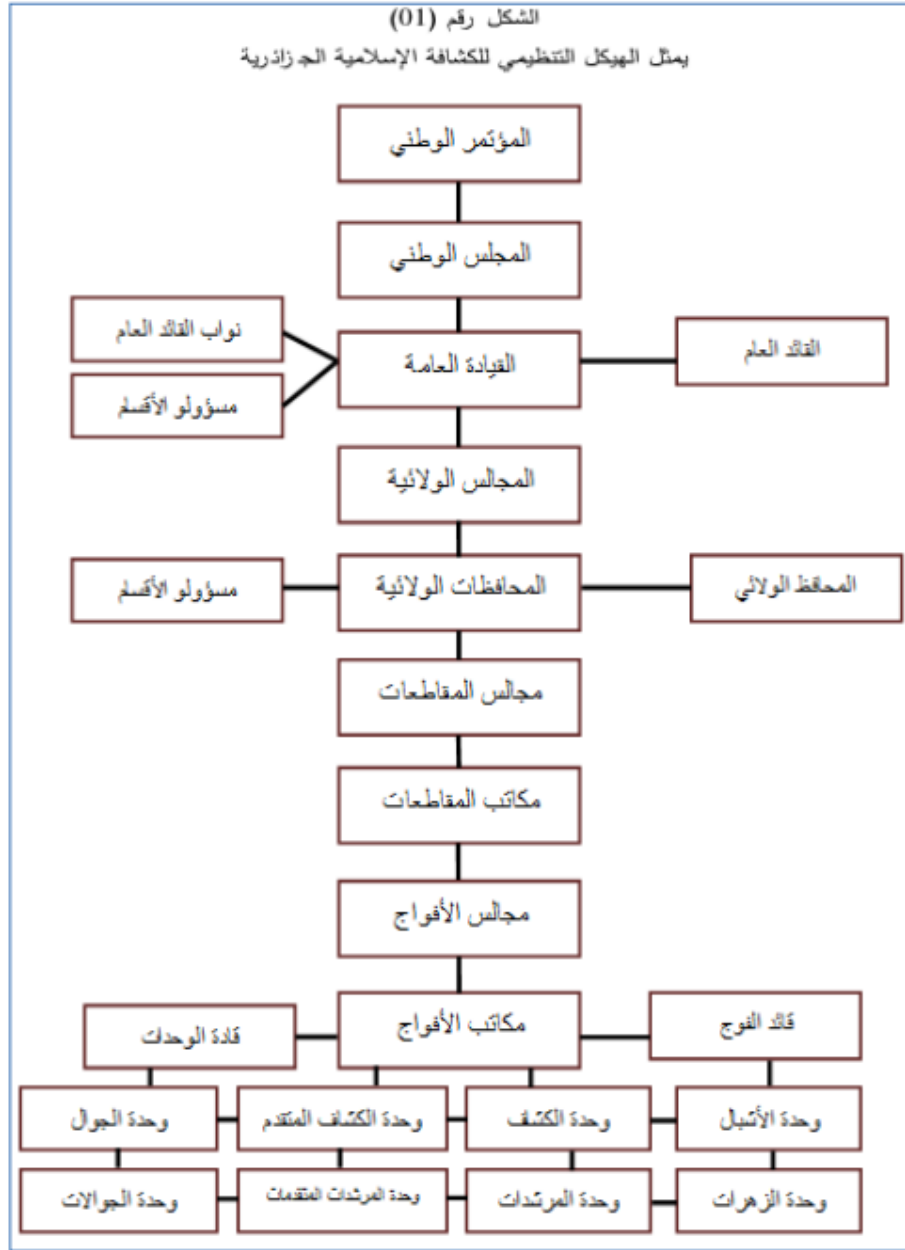 الشكل رقم (01)
يمثل الهيكل التنظيمي للكشافة الإسلامية الجزائرية
المؤتمر الوطني
المجلس الوطني
القائد العام
القيادة العامة
نواب القائد العام
مسؤولو الأقسام
المجالس الولائية
المحافظ الولائي
المحافظات الولائية
مسؤولو الأقسام
مجالس المقاطعات
مكاتب المقاطعات
مجالس الأفواج
قائد الفوج
مكاتب الأفواج
قادة الوحدات
وحدة الأشبال
وحدة الكشاف
وحدة الكشاف المتقدم
وحدة الجوال
وحدة الزهرات
وحدة المرشدات
وحدة المرشدات المتقدمات
وحدة الجوالات